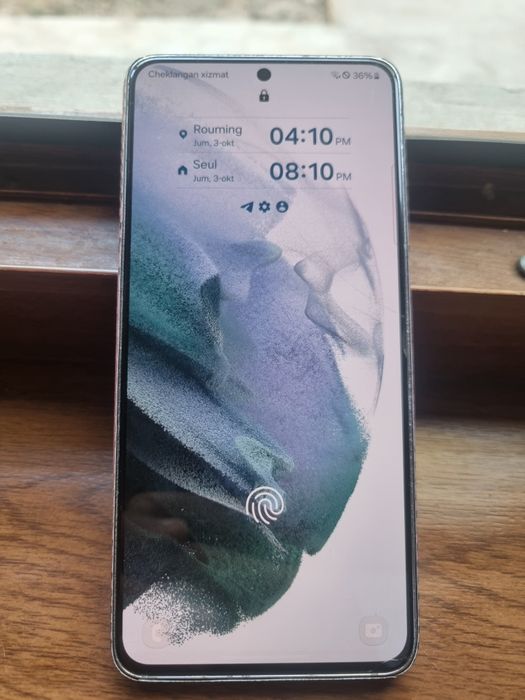 Cheklangan xizmat 36%
Rouming 04:10 PM
Jum, 3-okt
Seul 08:10 PM
Jum, 3-okt